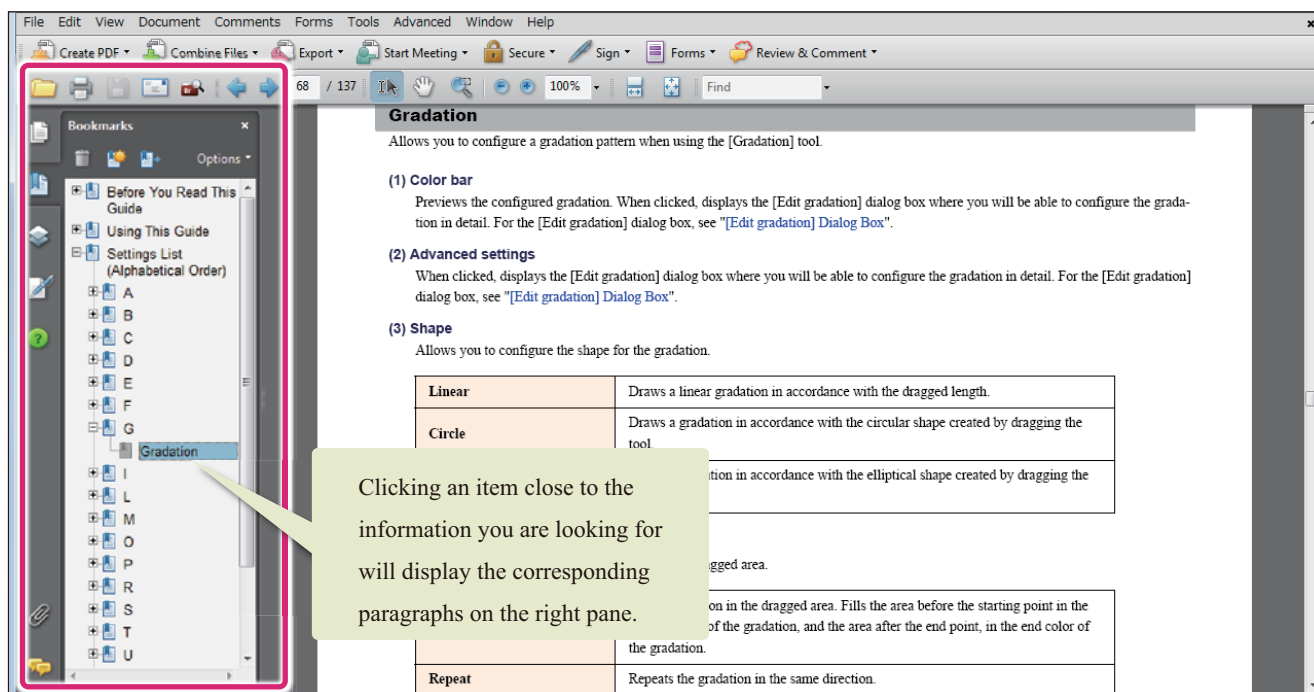 File Edit View Document Comments Forms Tools Advanced Window Help
Create PDF Combine Files Export Start Meeting Secure Sign Forms Review & Comment
68 / 137 100% Find
Bookmarks
Options
Before You Read This
Guide
Using This Guide
Settings List
(Alphabetical Order)
A
B
C
D
E
F
G
Gradation
I
L
M
O
P
R
S
T
U
Clicking an item close to the
information you are looking for
will display the corresponding
paragraphs on the right pane.
Gradation
Allows you to configure a gradation pattern when using the [Gradation] tool.
(1) Color bar
Previews the configured gradation. When clicked, displays the [Edit gradation] dialog box where you will be able to configure the grada-
tion in detail. For the [Edit gradation] dialog box, see "[Edit gradation] Dialog Box".
(2) Advanced settings
When clicked, displays the [Edit gradation] dialog box where you will be able to configure the gradation in detail. For the [Edit gradation]
dialog box, see "[Edit gradation] Dialog Box".
(3) Shape
Allows you to configure the shape for the gradation.
Linear Draws a linear gradation in accordance with the dragged length.
Circle Draws a gradation in accordance with the circular shape created by dragging the
tool.
in accordance with the elliptical shape created by dragging the
area.
in the dragged area. Fills the area before the starting point in the
of the gradation, and the area after the end point, in the end color of
the gradation.
Repeat Repeats the gradation in the same direction.